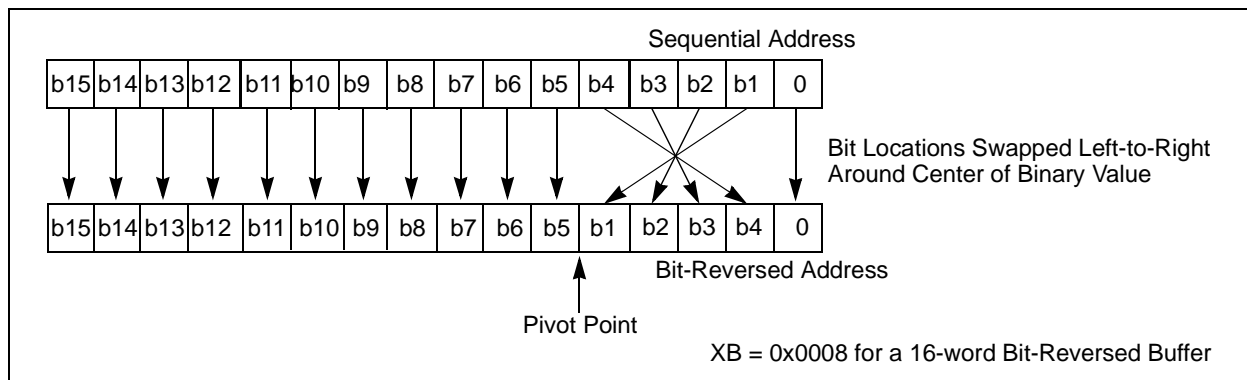 Sequential Address
b15 b14 b13 b12 b11 b10 b9 b8 b7 b6 b5 b4 b3 b2 b1 0
Bit Locations Swapped Left-to-Right
Around Center of Binary Value
b15 b14 b13 b12 b11 b10 b9 b8 b7 b6 b5 b1 b2 b3 b4 0
Bit-Reversed Address
Pivot Point
XB = 0x0008 for a 16-word Bit-Reversed Buffer